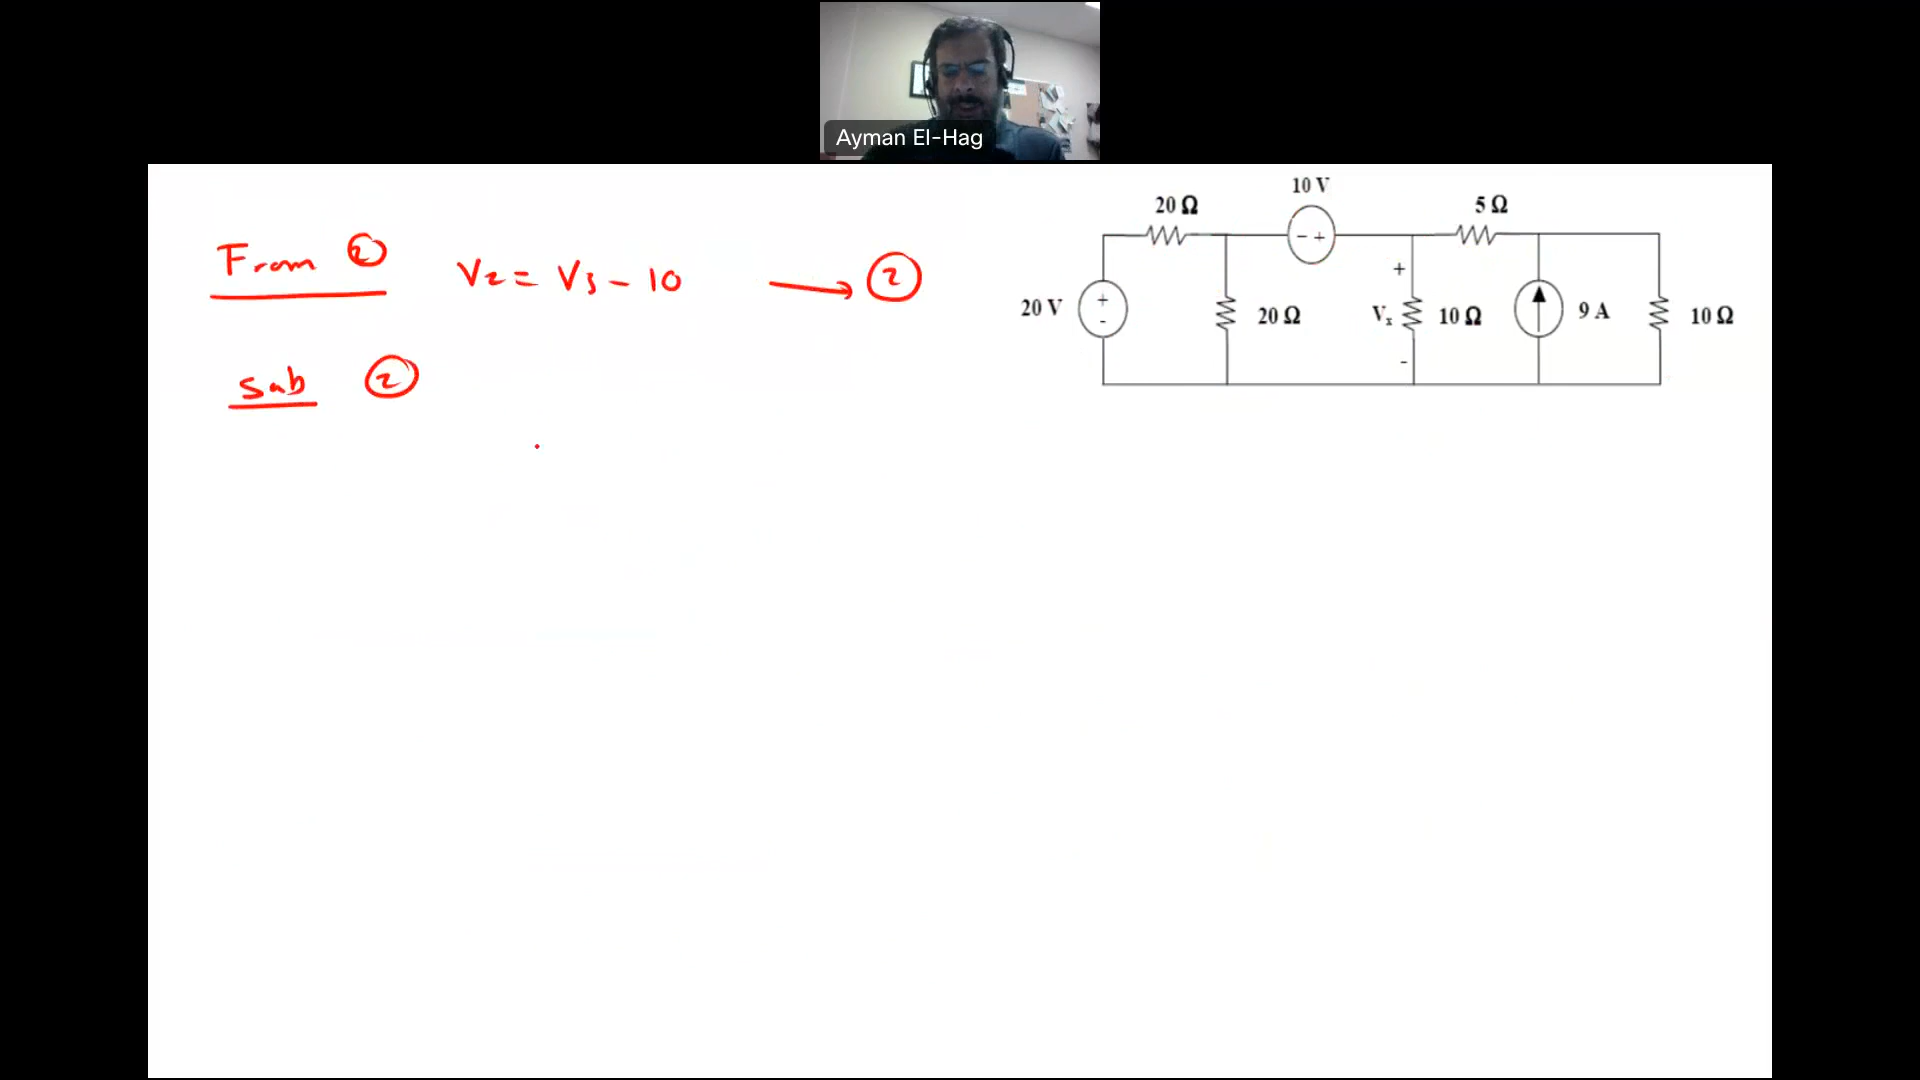 Ayman El-Hag
From ② V2 = V3 - 10 → ②
Sub ②
10 V
20 Ω
5 Ω
- +
+
20 V
+
-
20 Ω
Vx
10 Ω
9 A
10 Ω
-